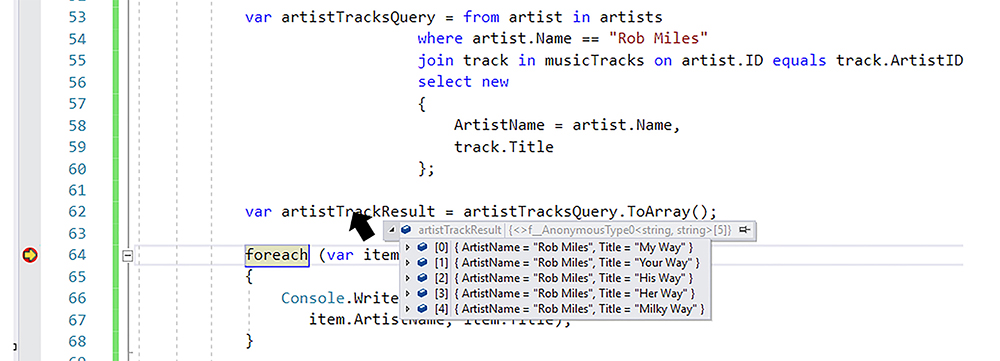 53 var artistTracksQuery = from artist in artists
54 where artist.Name == "Rob Miles"
55 join track in musicTracks on artist.ID equals track.ArtistID
56 select new
57 {
58 ArtistName = artist.Name,
59 track.Title
60 };
61
62 var artistTrackResult = artistTracksQuery.ToArray();
artistTrackResult {<>f__AnonymousType0<string, string>[5]}
64 foreach (var item
[0] { ArtistName = "Rob Miles", Title = "My Way" }
[1] { ArtistName = "Rob Miles", Title = "Your Way" }
65 {
[2] { ArtistName = "Rob Miles", Title = "His Way" }
66 Console.Write
[3] { ArtistName = "Rob Miles", Title = "Her Way" }
67 item.ArtistName, item.Title);
[4] { ArtistName = "Rob Miles", Title = "Milky Way" }
68 }
69